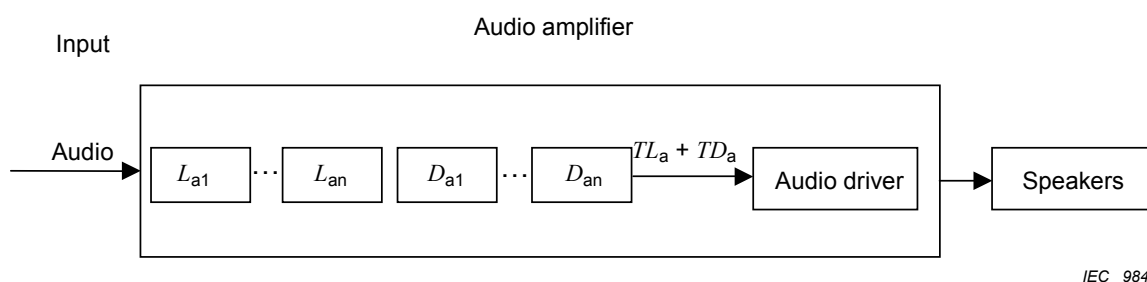 Audio amplifier
Input
Audio
La1 ... Lan Da1 ... Dan TLa + TDa Audio driver Speakers
IEC 984